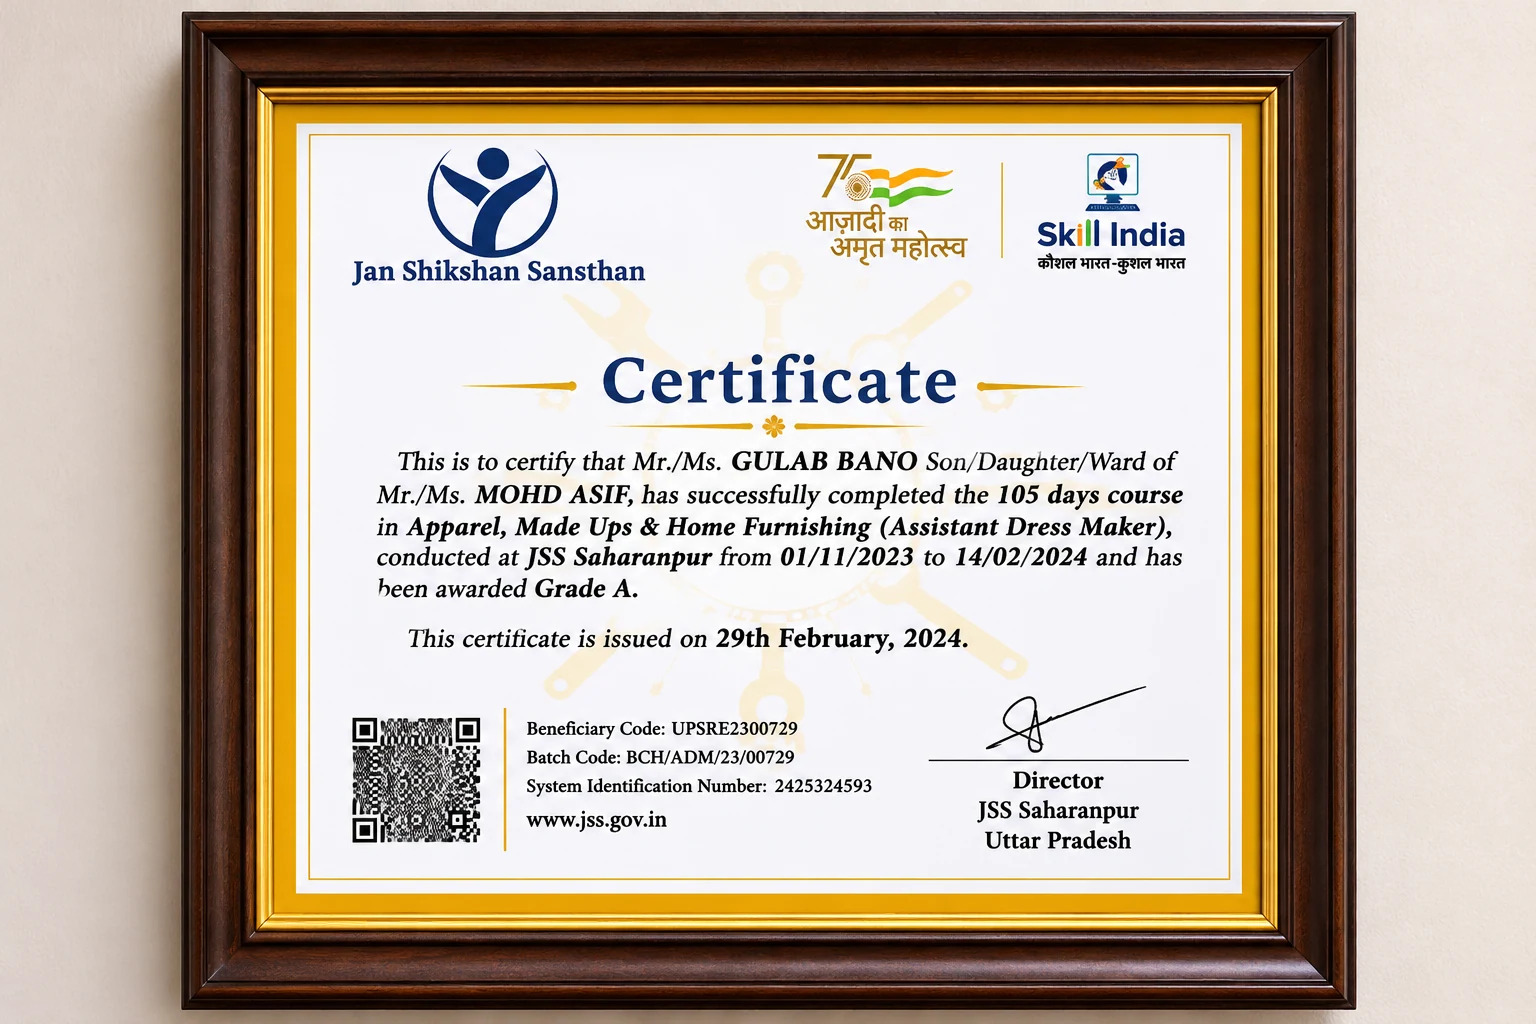 Jan Shikshan Sansthan
75
आज़ादी का
अमृत महोत्सव
Skill India
कौशल भारत-कुशल भारत
Certificate
This is to certify that Mr./Ms. GULAB BANO Son/Daughter/Ward of
Mr./Ms. MOHD ASIF, has successfully completed the 105 days course
in Apparel, Made Ups & Home Furnishing (Assistant Dress Maker),
conducted at JSS Saharanpur from 01/11/2023 to 14/02/2024 and has
been awarded Grade A.
This certificate is issued on 29th February, 2024.
Beneficiary Code: UPSRE2300729
Batch Code: BCH/ADM/23/00729
System Identification Number: 2425324593
www.jss.gov.in
Director
JSS Saharanpur
Uttar Pradesh